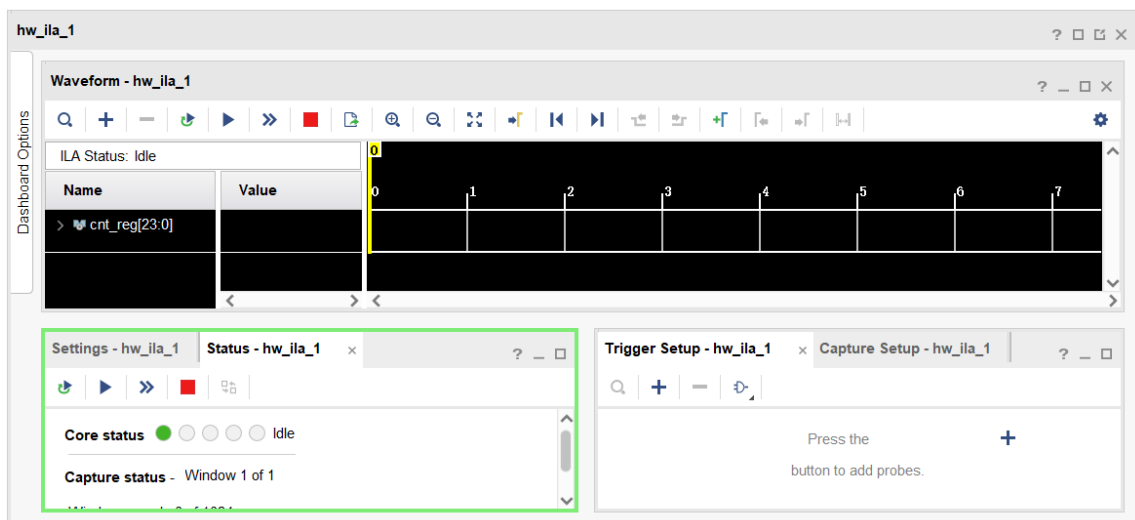 hw_ila_1
Dashboard Options
Waveform - hw_ila_1
ILA Status: Idle
Name Value
cnt_reg[23:0]
0
0 1 2 3 4 5 6 7
Settings - hw_ila_1 Status - hw_ila_1
Core status Idle
Capture status - Window 1 of 1
Trigger Setup - hw_ila_1 Capture Setup - hw_ila_1
Press the
button to add probes.